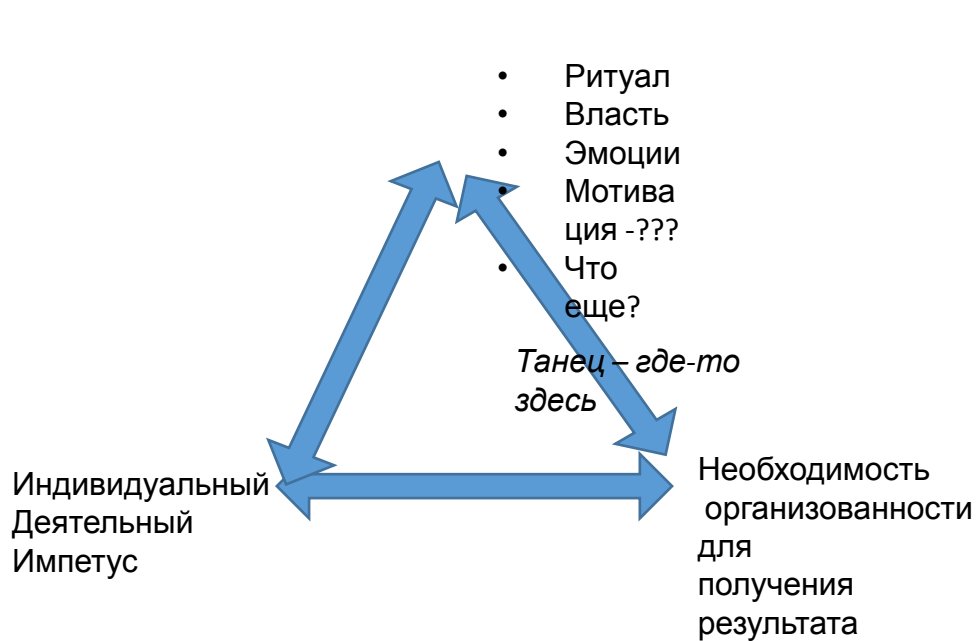 • Ритуал
• Власть
• Эмоции
• Мотива
ция -???
• Что
еще?
Танец – где-то
здесь
Индивидуальный
Деятельный
Импетус
Необходимость
организованности
для
получения
результата